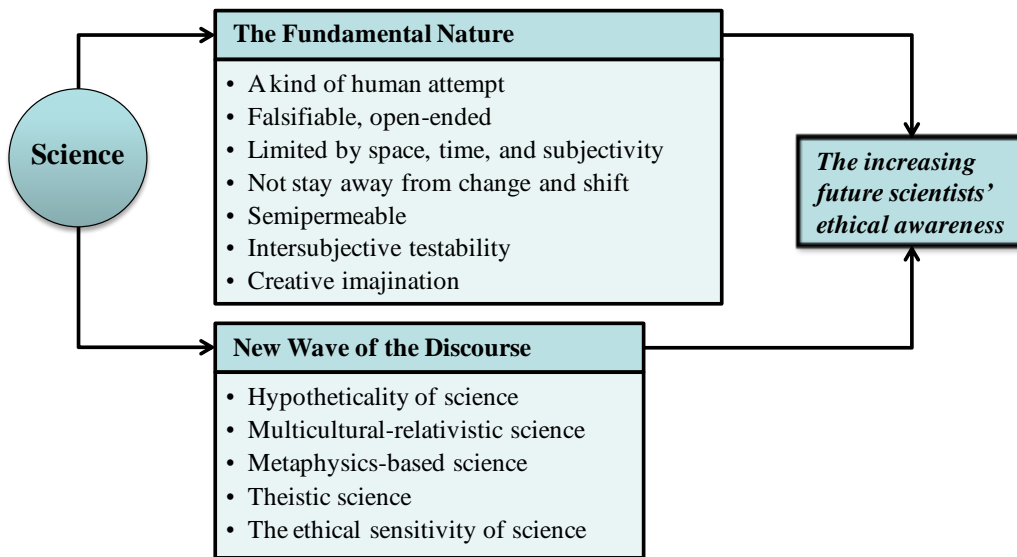 Science
The Fundamental Nature
• A kind of human attempt
• Falsifiable, open-ended
• Limited by space, time, and subjectivity
• Not stay away from change and shift
• Semipermeable
• Intersubjective testability
• Creative imajination
New Wave of the Discourse
• Hypotheticality of science
• Multicultural-relativistic science
• Metaphysics-based science
• Theistic science
• The ethical sensitivity of science
The increasing
future scientists’
ethical awareness